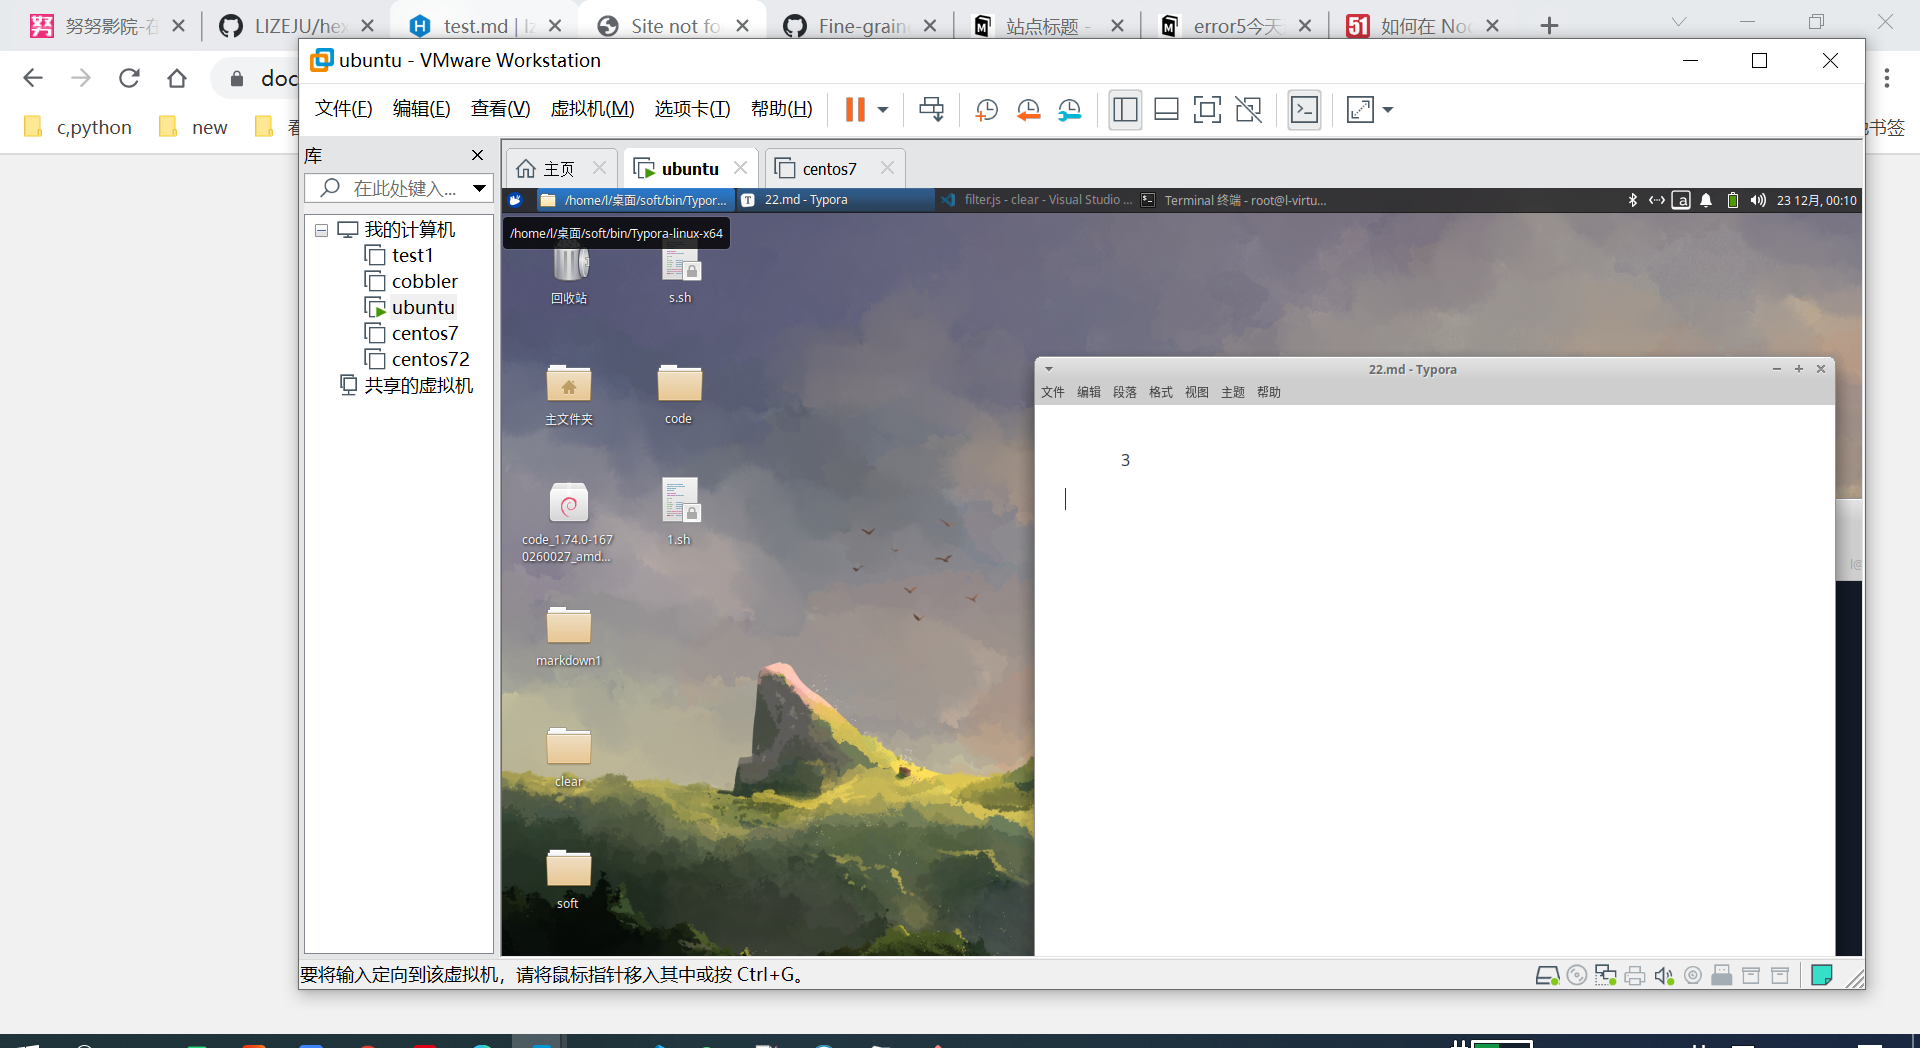 努努影院-在
LIZEJU/hex
test.md | lz
Site not fo
Fine-grain
站点标题 -
error5今天
51
如何在 Noc
doc
c,python
new
书签
ubuntu - VMware Workstation
文件(F) 编辑(E) 查看(V) 虚拟机(M) 选项卡(T) 帮助(H)
库
在此处键入...
我的计算机
test1
cobbler
ubuntu
centos7
centos72
共享的虚拟机
主页
ubuntu
centos7
/home/l/桌面/soft/bin/Typor...
22.md - Typora
filter.js - clear - Visual Studio ...
Terminal 终端 - root@l-virtu...
a
23 12月, 00:10
/home/l/桌面/soft/bin/Typora-linux-x64
回收站
s.sh
主文件夹
code
code_1.74.0-167
0260027_amd...
1.sh
markdown1
clear
soft
22.md - Typora
文件 编辑 段落 格式 视图 主题 帮助
3
l@
要将输入定向到该虚拟机，请将鼠标指针移入其中或按 Ctrl+G。